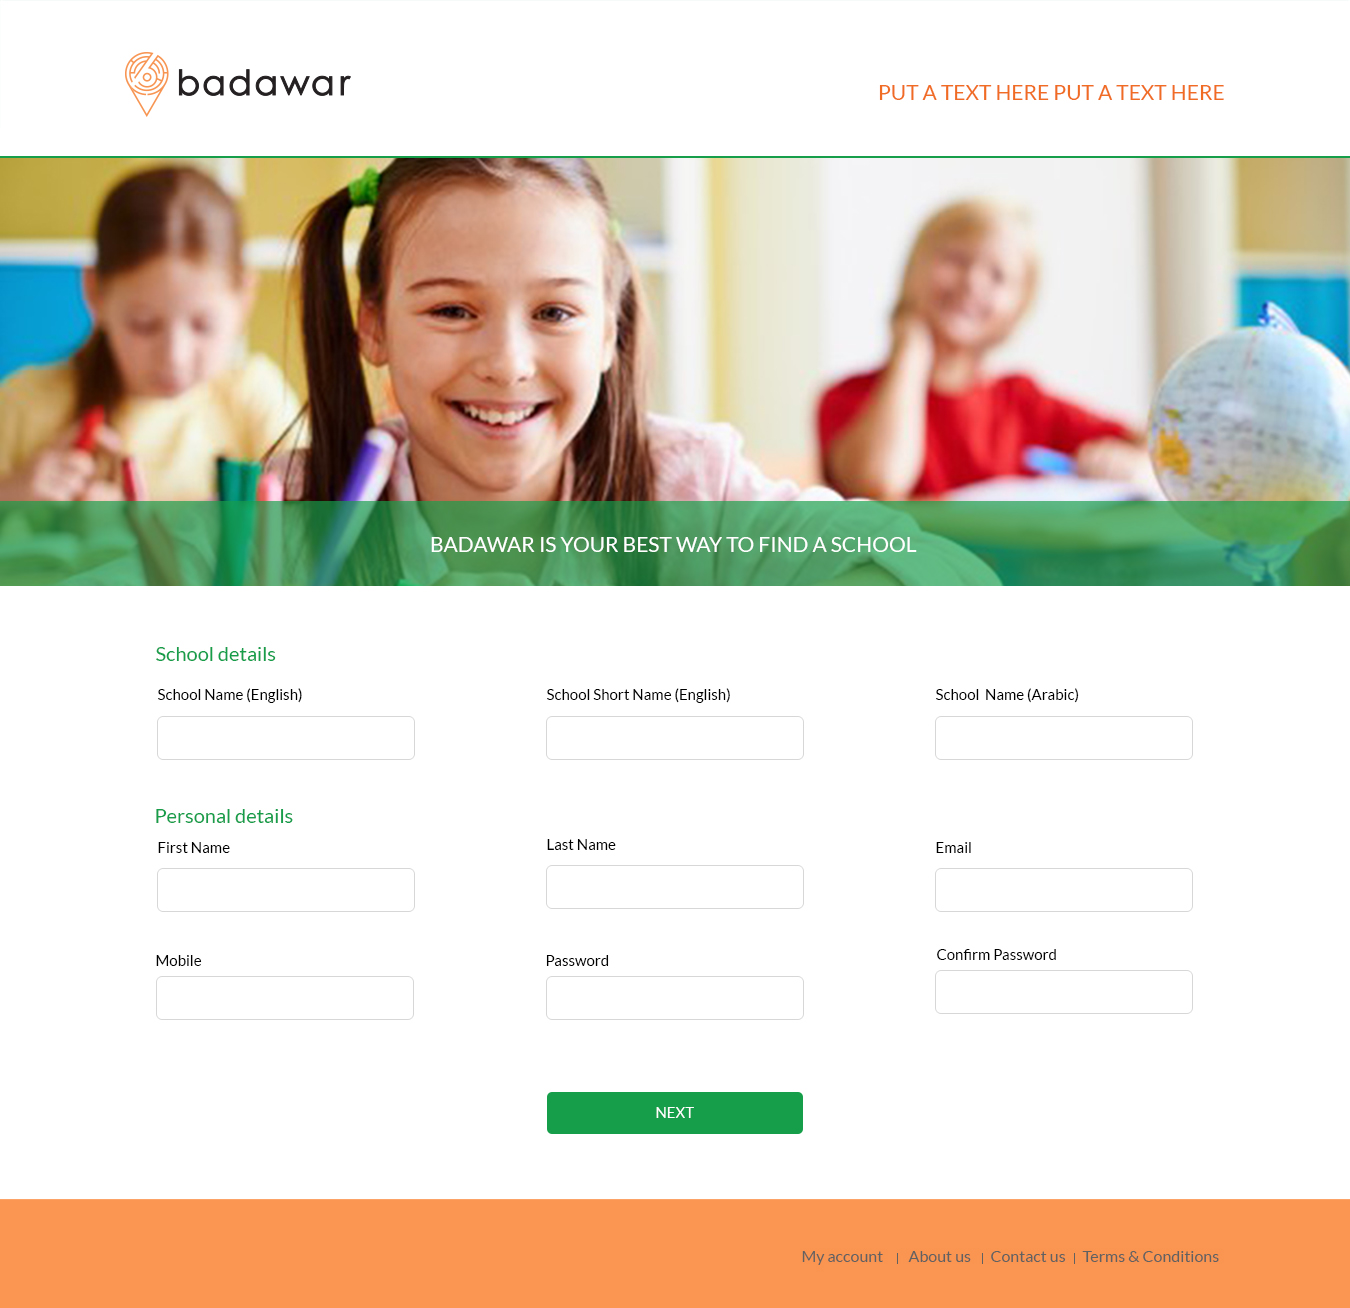 badawar
PUT A TEXT HERE PUT A TEXT HERE
BADAWAR IS YOUR BEST WAY TO FIND A SCHOOL
School details
School Name (English)
School Short Name (English)
School  Name (Arabic)
Personal details
First Name
Last Name
Email
Mobile
Password
Confirm Password
NEXT
My account | About us | Contact us | Terms & Conditions